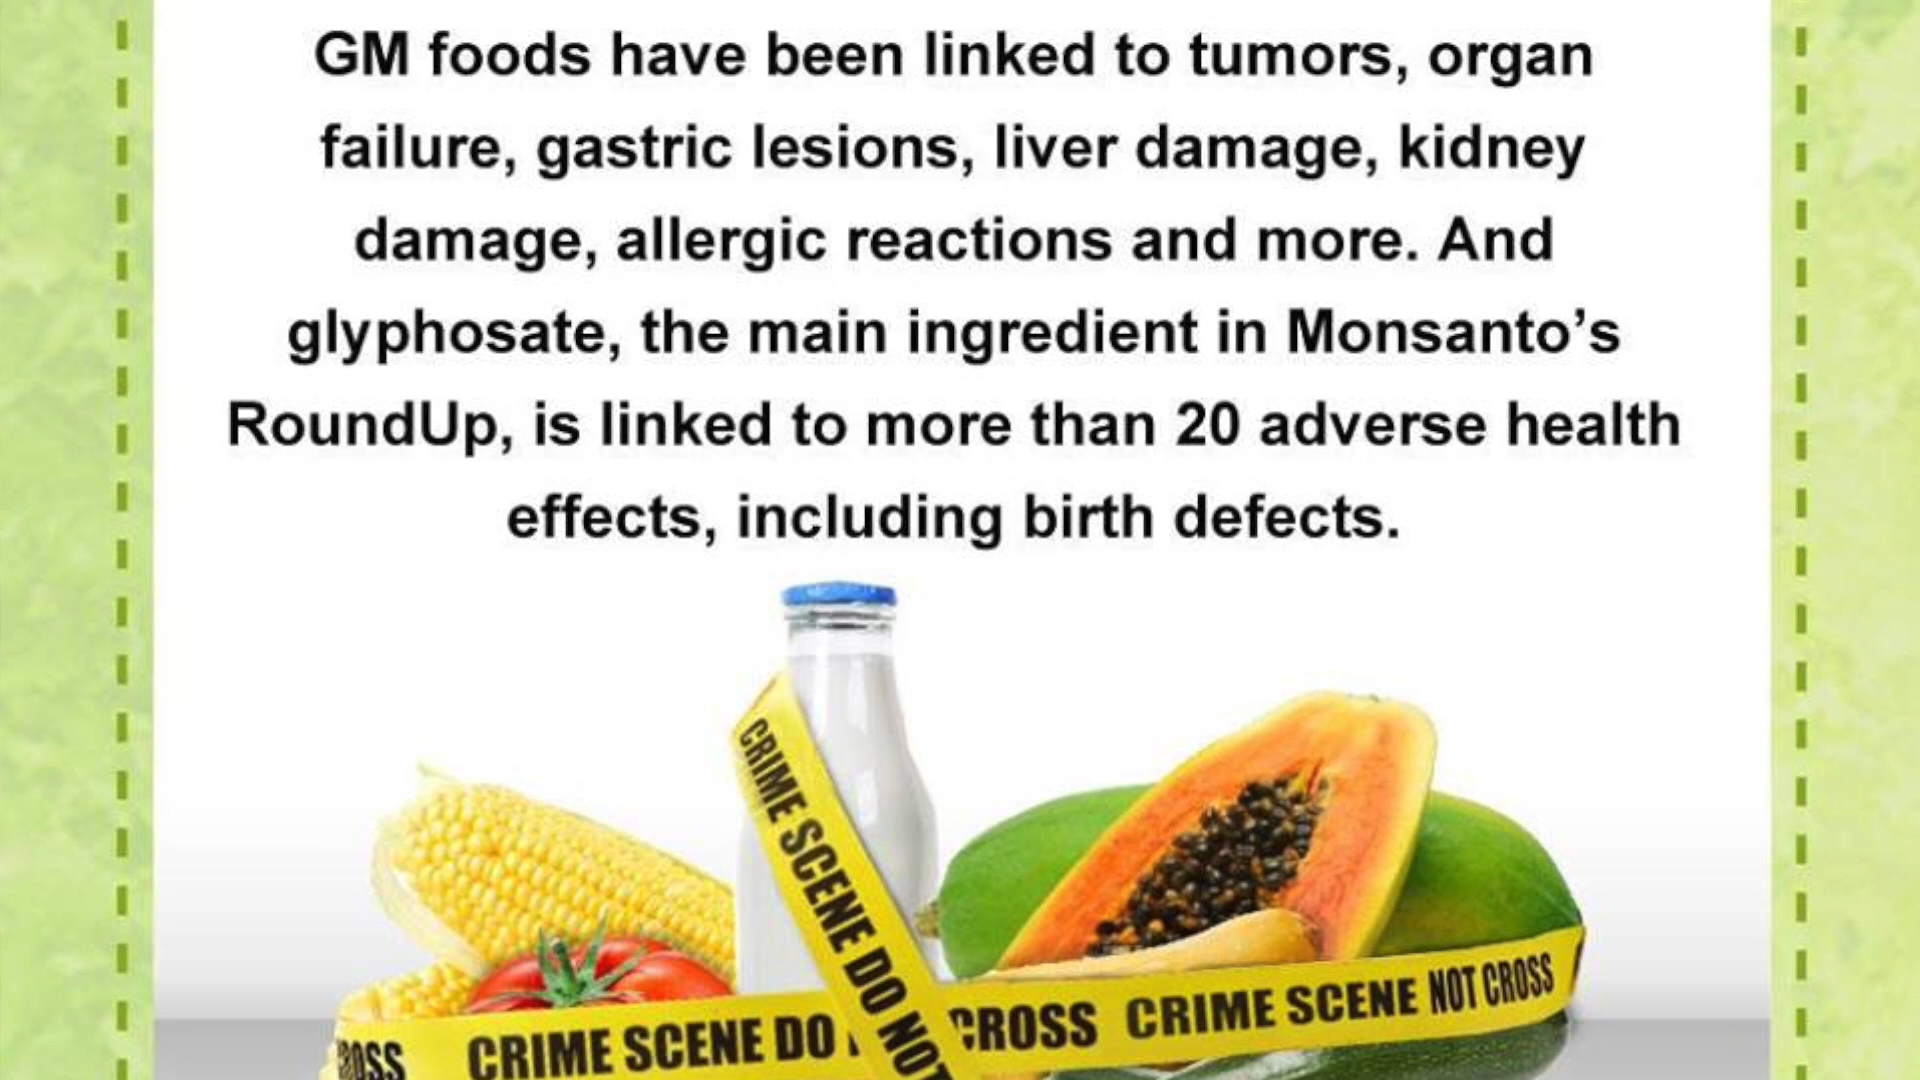 GM foods have been linked to tumors, organ
failure, gastric lesions, liver damage, kidney
damage, allergic reactions and more. And
glyphosate, the main ingredient in Monsanto’s
RoundUp, is linked to more than 20 adverse health
effects, including birth defects.
CRIME SCENE DO NOT
CRIME SCENE DO
CROSS CRIME SCENE NOT CROSS